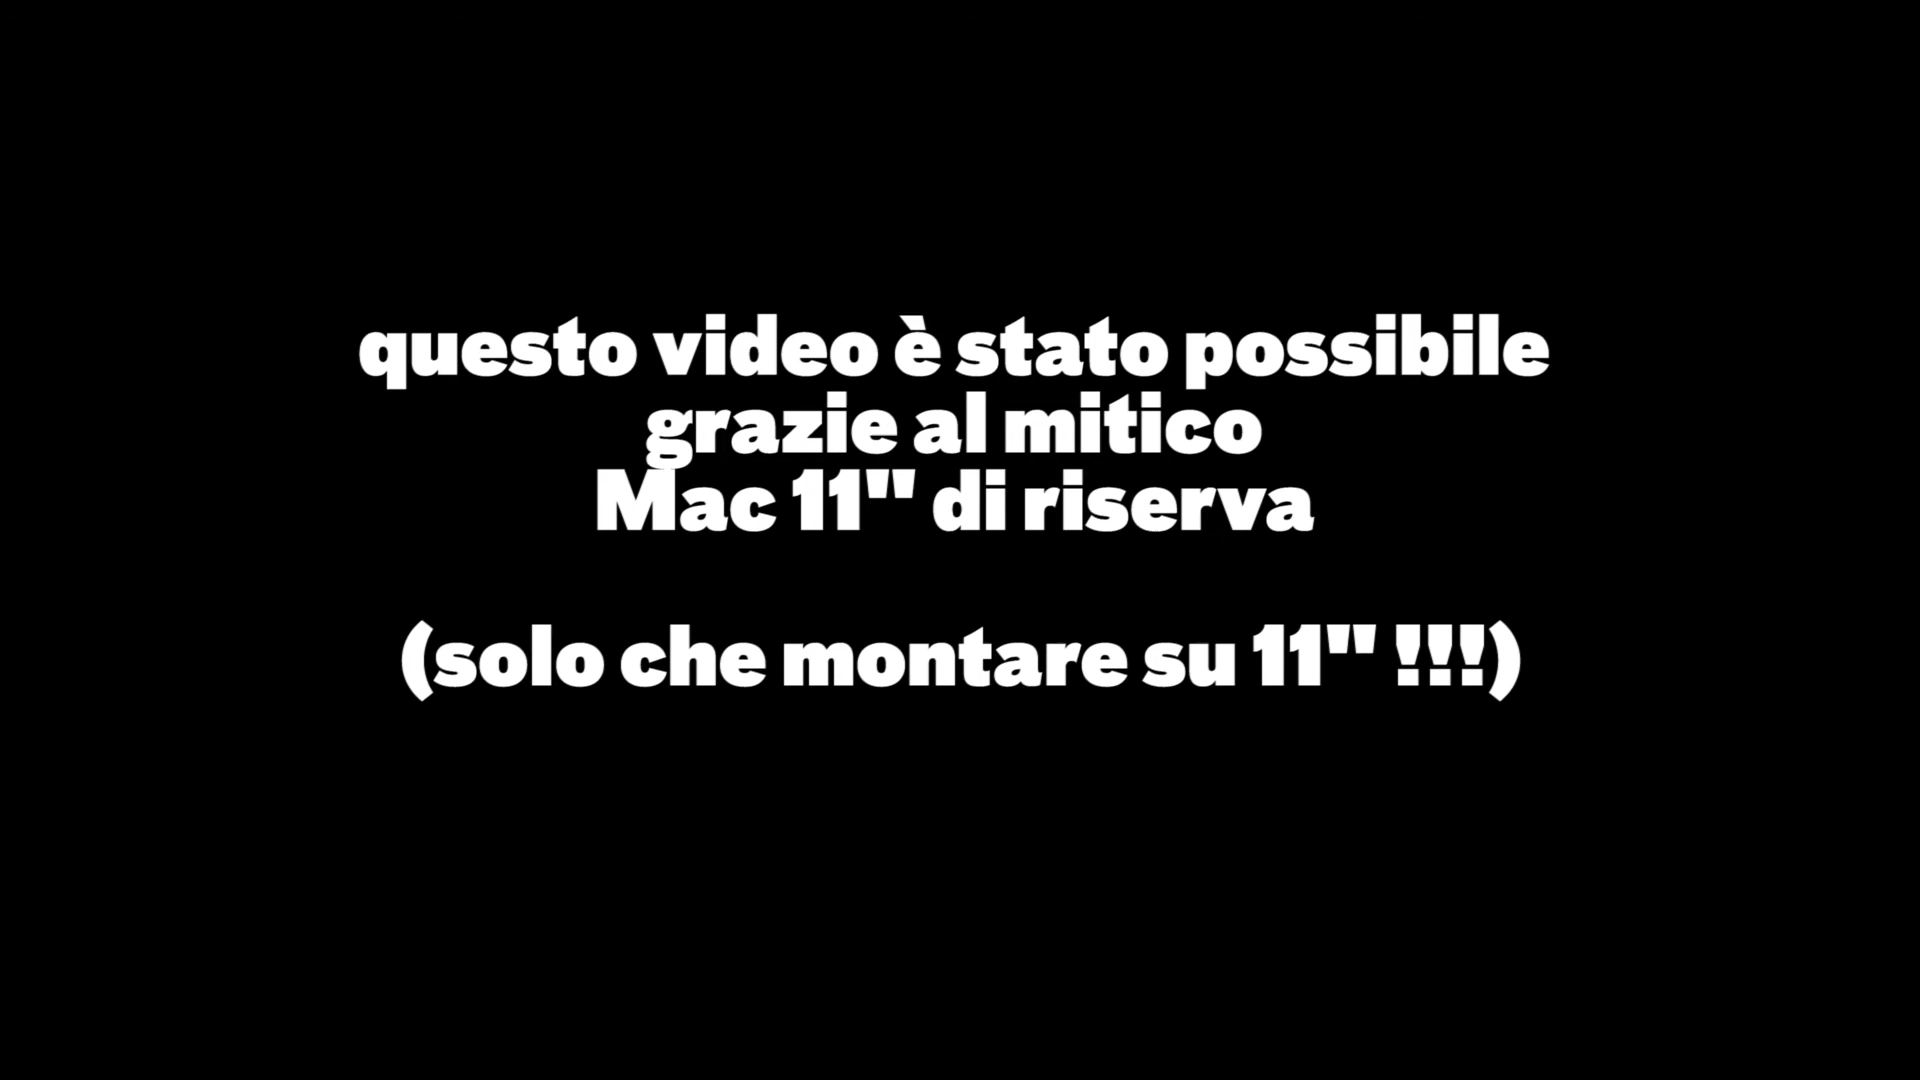 questo video è stato possibile
grazie al mitico
Mac 11" di riserva
(solo che montare su 11" !!!)